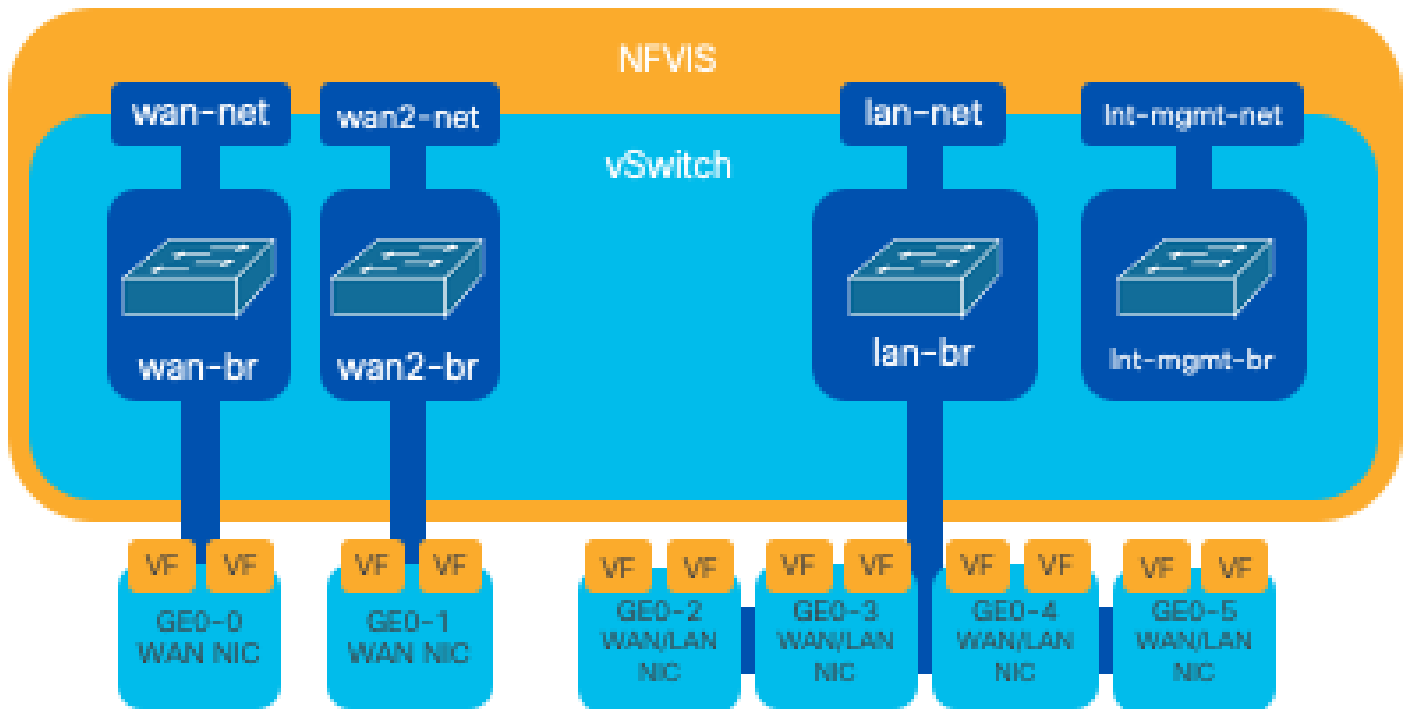 NFVIS
wan-net
wan2-net
lan-net
Int-mgmt-net
vSwitch
wan-br
wan2-br
lan-br
Int-mgmt-br
VF VF
VF VF
VF VF
VF VF
VF VF
VF VF
GE0-0
WAN NIC
GE0-1
WAN NIC
GE0-2
WAN/LAN
NIC
GE0-3
WAN/LAN
NIC
GE0-4
WAN/LAN
NIC
GE0-5
WAN/LAN
NIC